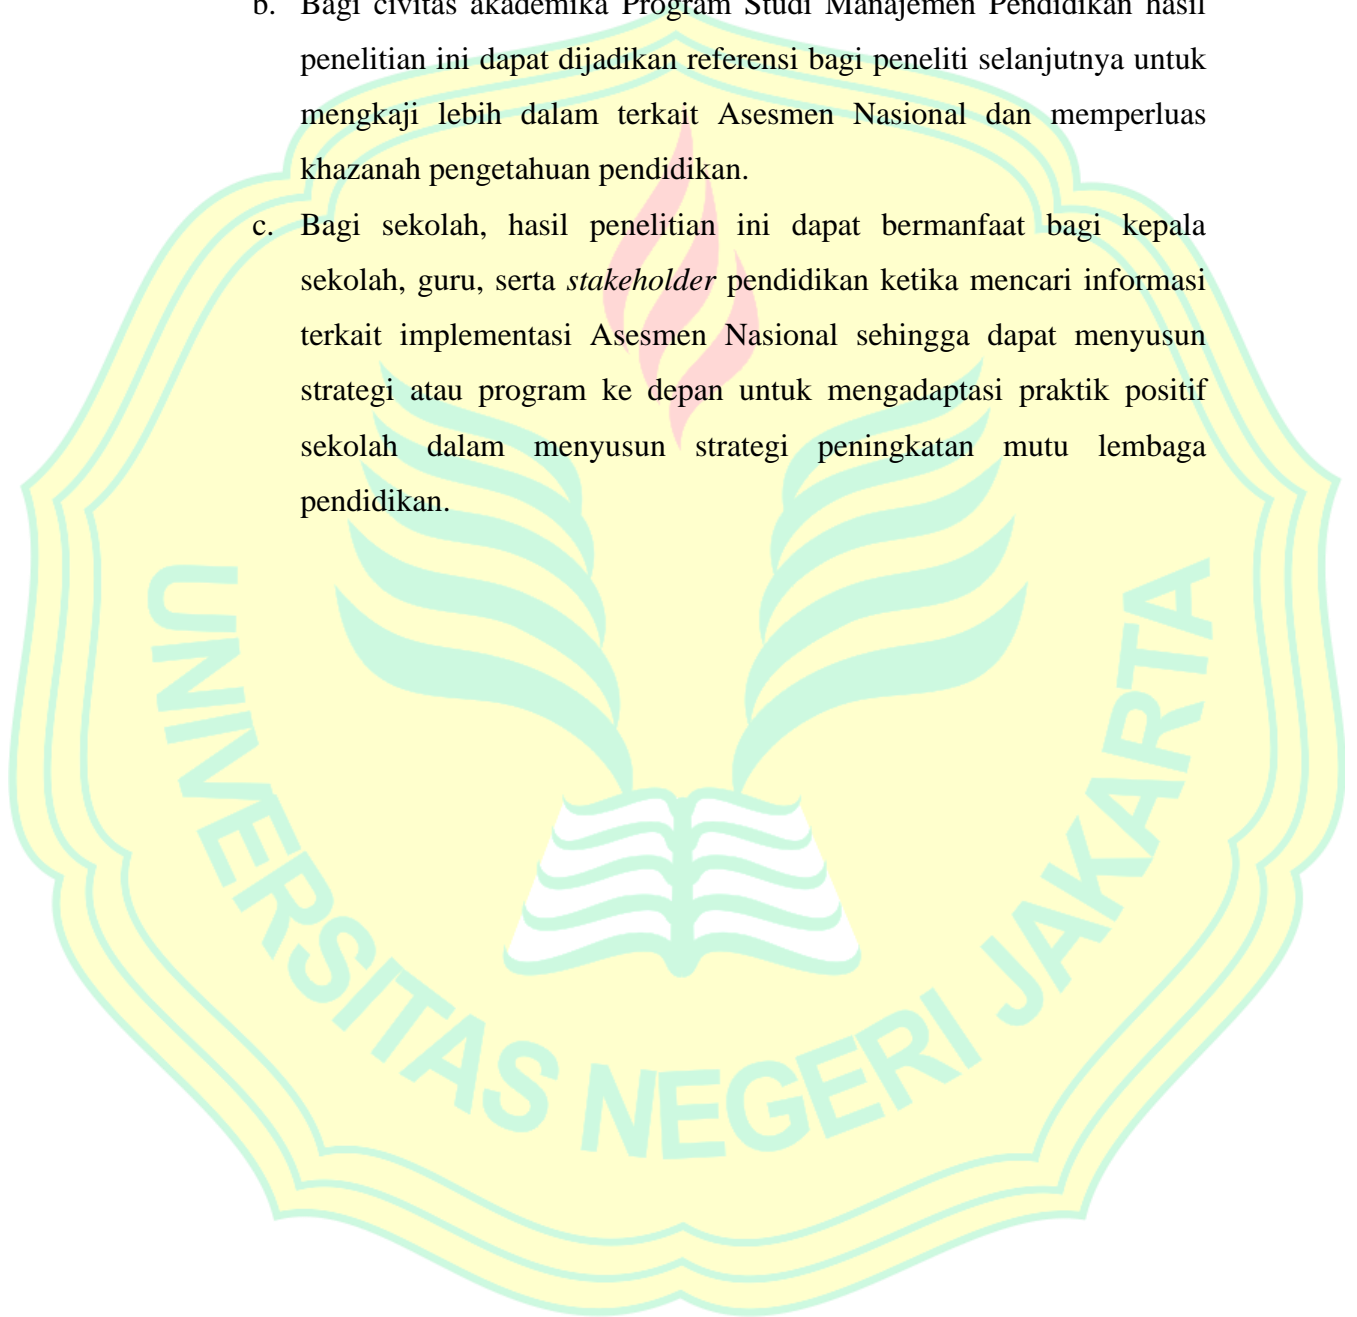 b. Bagi civitas akademika Program Studi Manajemen Pendidikan hasil
penelitian ini dapat dijadikan referensi bagi peneliti selanjutnya untuk
mengkaji lebih dalam terkait Asesmen Nasional dan memperluas
khazanah pengetahuan pendidikan.
c. Bagi sekolah, hasil penelitian ini dapat bermanfaat bagi kepala
sekolah, guru, serta stakeholder pendidikan ketika mencari informasi
terkait implementasi Asesmen Nasional sehingga dapat menyusun
strategi atau program ke depan untuk mengadaptasi praktik positif
sekolah dalam menyusun strategi peningkatan mutu lembaga
pendidikan.
UNIVERSITAS NEGERI JAKARTA